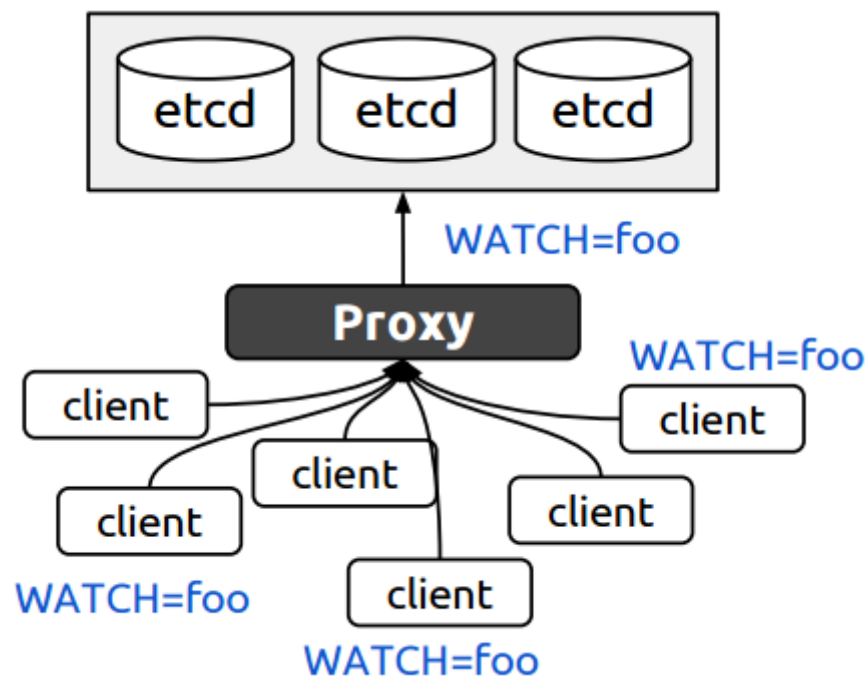 etcd
etcd
etcd
WATCH=foo
Proxy
WATCH=foo
client
client
client
client
client
WATCH=foo
client
WATCH=foo